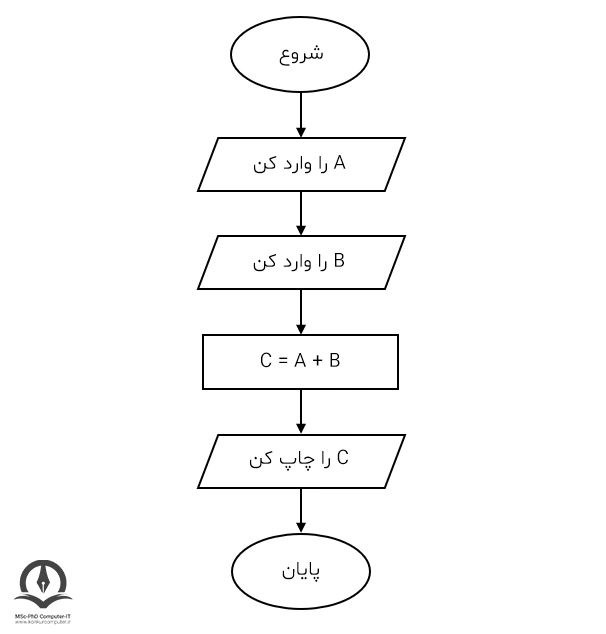 شروع
A را وارد کن
B را وارد کن
C = A + B
C را چاپ کن
پایان
MSc-PhD Computer-IT
www.konkurcomputer.ir